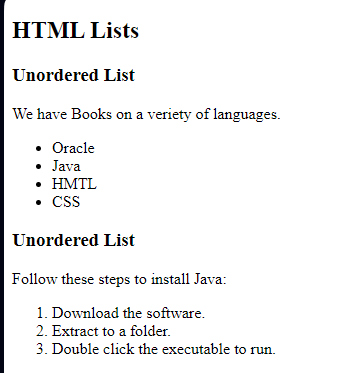 HTML Lists
Unordered List
We have Books on a veriety of languages.
• Oracle
• Java
• HMTL
• CSS
Unordered List
Follow these steps to install Java:
1. Download the software.
2. Extract to a folder.
3. Double click the executable to run.